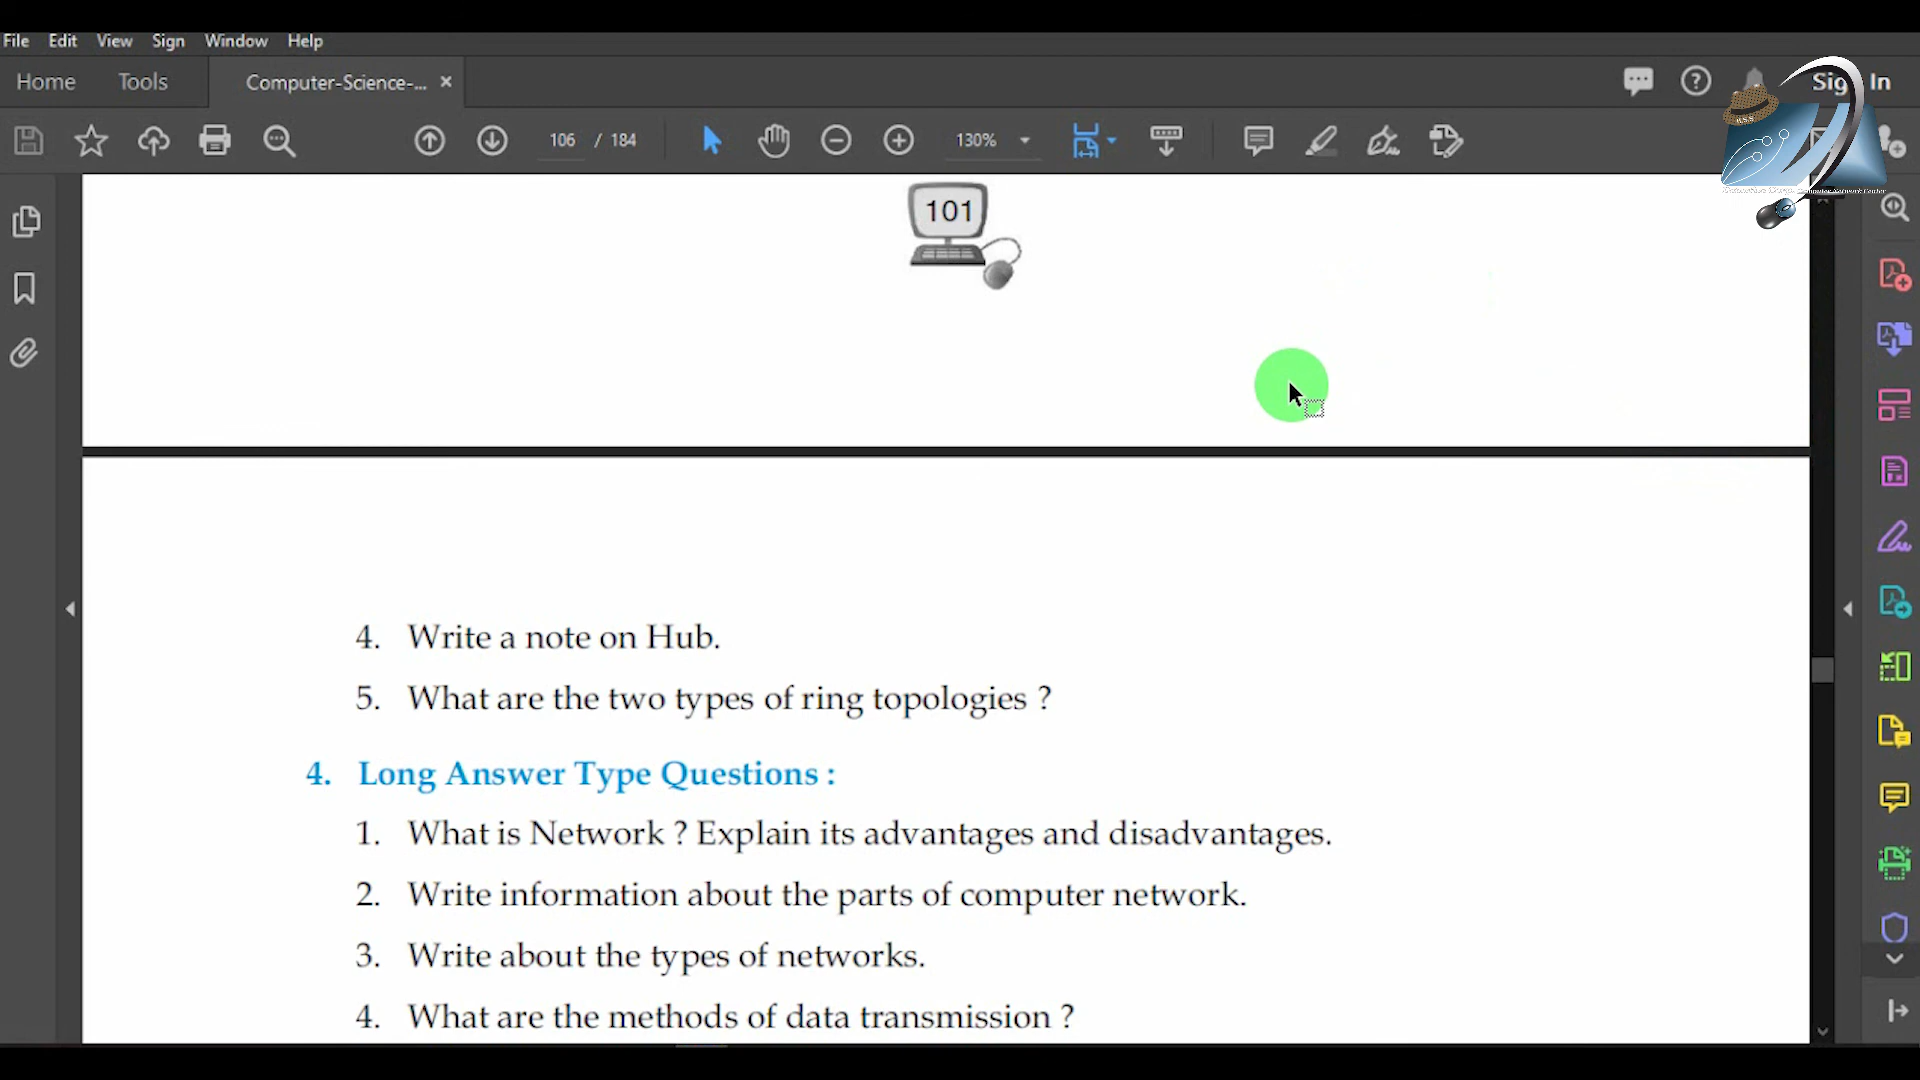 File Edit View Sign Window Help
Home Tools Computer-Science-... × Sign In
106 / 184 130%
101
4. Write a note on Hub.
5. What are the two types of ring topologies ?
4. Long Answer Type Questions :
1. What is Network ? Explain its advantages and disadvantages.
2. Write information about the parts of computer network.
3. Write about the types of networks.
4. What are the methods of data transmission ?